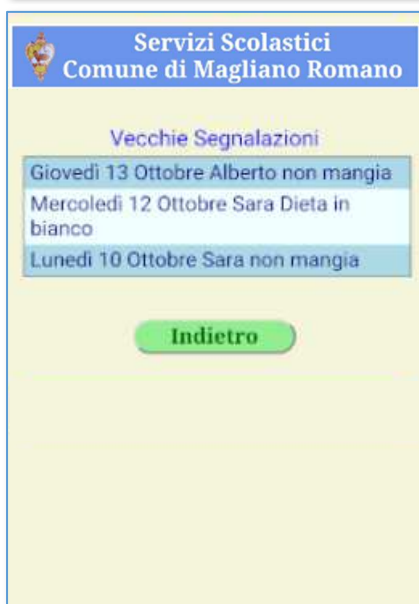 Servizi Scolastici
Comune di Magliano Romano
Vecchie Segnalazioni
Giovedì 13 Ottobre Alberto non mangia
Mercoledì 12 Ottobre Sara Dieta in
bianco
Lunedì 10 Ottobre Sara non mangia
Indietro